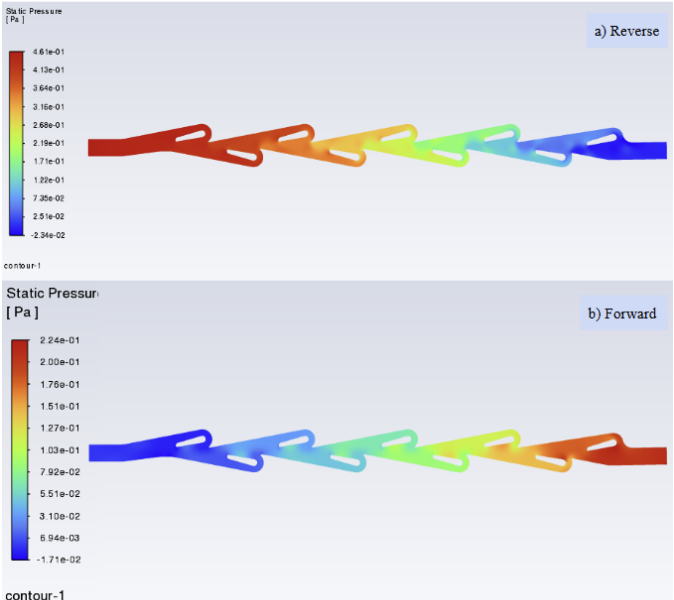 Static Pressure
[ Pa ]
a) Reverse
4.61e-01
4.13e-01
3.64e-01
3.16e-01
2.68e-01
2.19e-01
1.71e-01
1.22e-01
7.35e-02
2.51e-02
-2.34e-02
contour-1
Static Pressur
[ Pa ]
b) Forward
2.24e-01
2.00e-01
1.76e-01
1.51e-01
1.27e-01
1.03e-01
7.92e-02
5.51e-02
3.10e-02
6.94e-03
-1.71e-02
contour-1